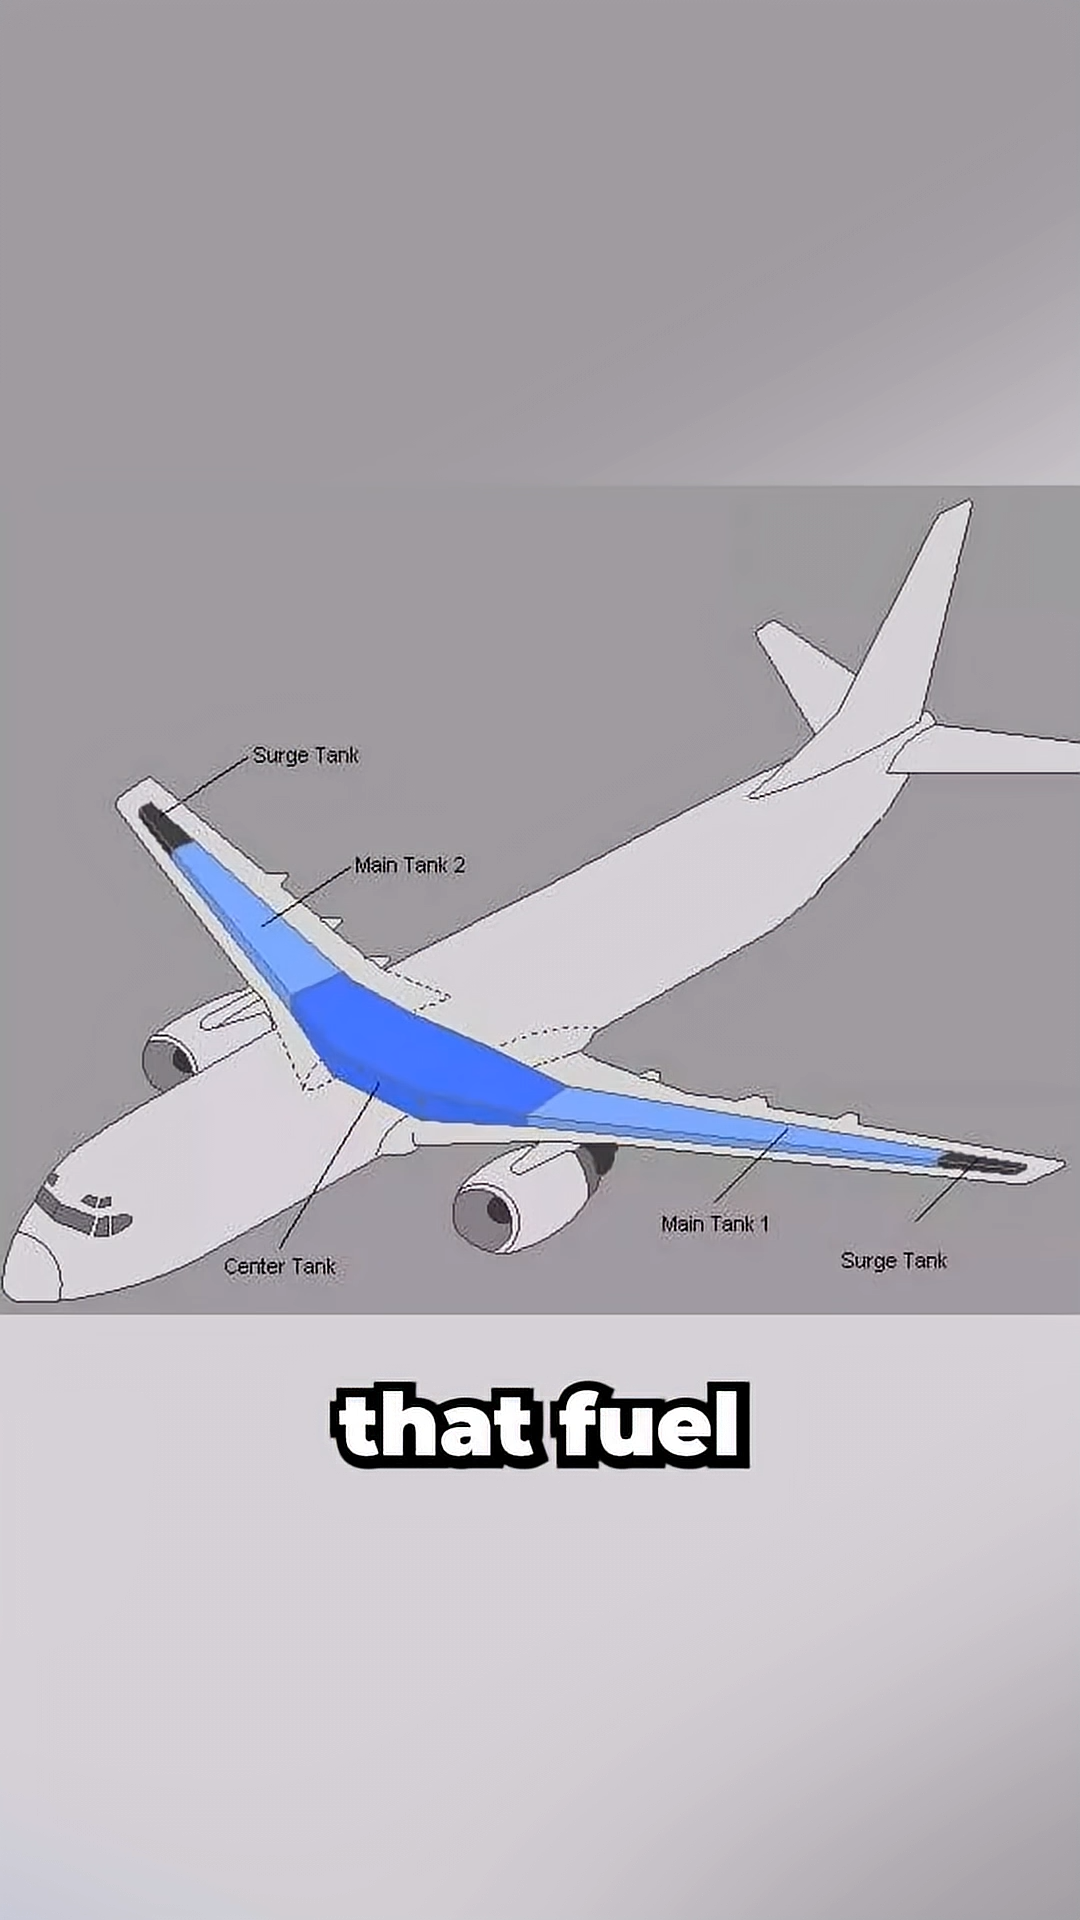 Surge Tank
Main Tank 2
Main Tank 1
Surge Tank
Center Tank
that fuel